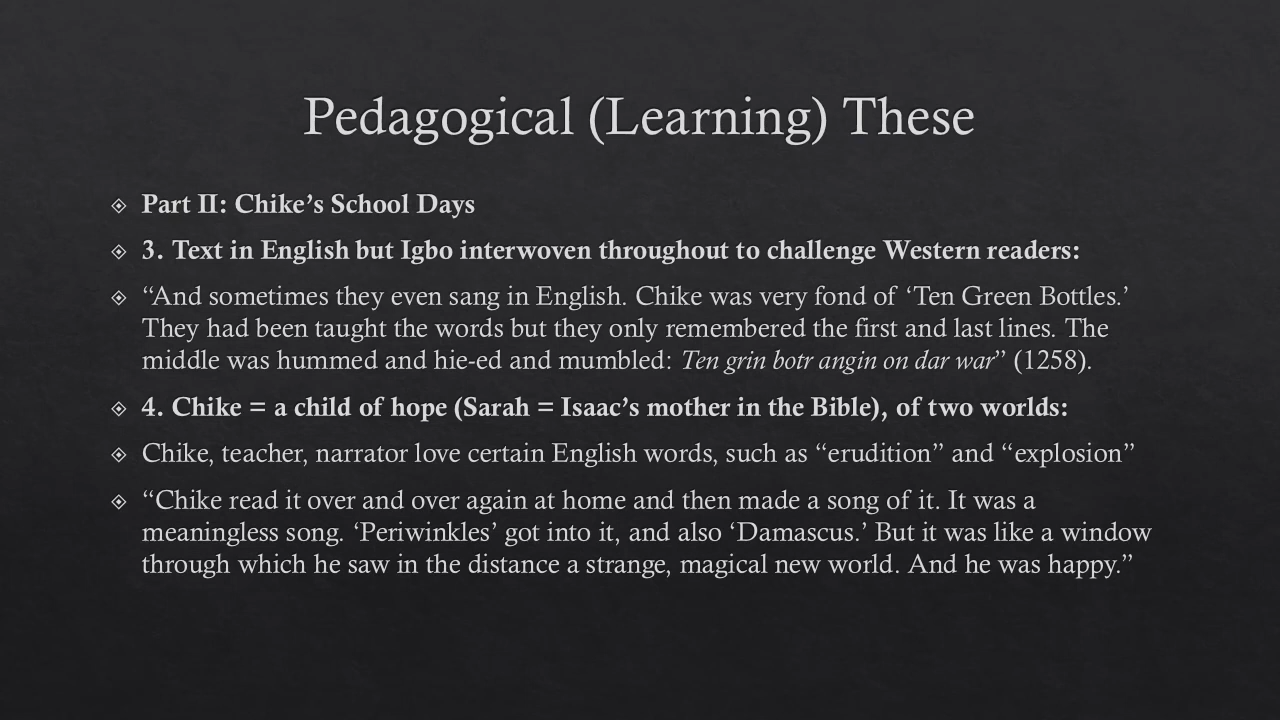 Pedagogical (Learning) These
Part II: Chike’s School Days
3. Text in English but Igbo interwoven throughout to challenge Western readers:
“And sometimes they even sang in English. Chike was very fond of ‘Ten Green Bottles.’
They had been taught the words but they only remembered the first and last lines. The
middle was hummed and hie-ed and mumbled: Ten grin botr angin on dar war” (1258).
4. Chike = a child of hope (Sarah = Isaac’s mother in the Bible), of two worlds:
Chike, teacher, narrator love certain English words, such as “erudition” and “explosion”
“Chike read it over and over again at home and then made a song of it. It was a
meaningless song. ‘Periwinkles’ got into it, and also ‘Damascus.’ But it was like a window
through which he saw in the distance a strange, magical new world. And he was happy.”